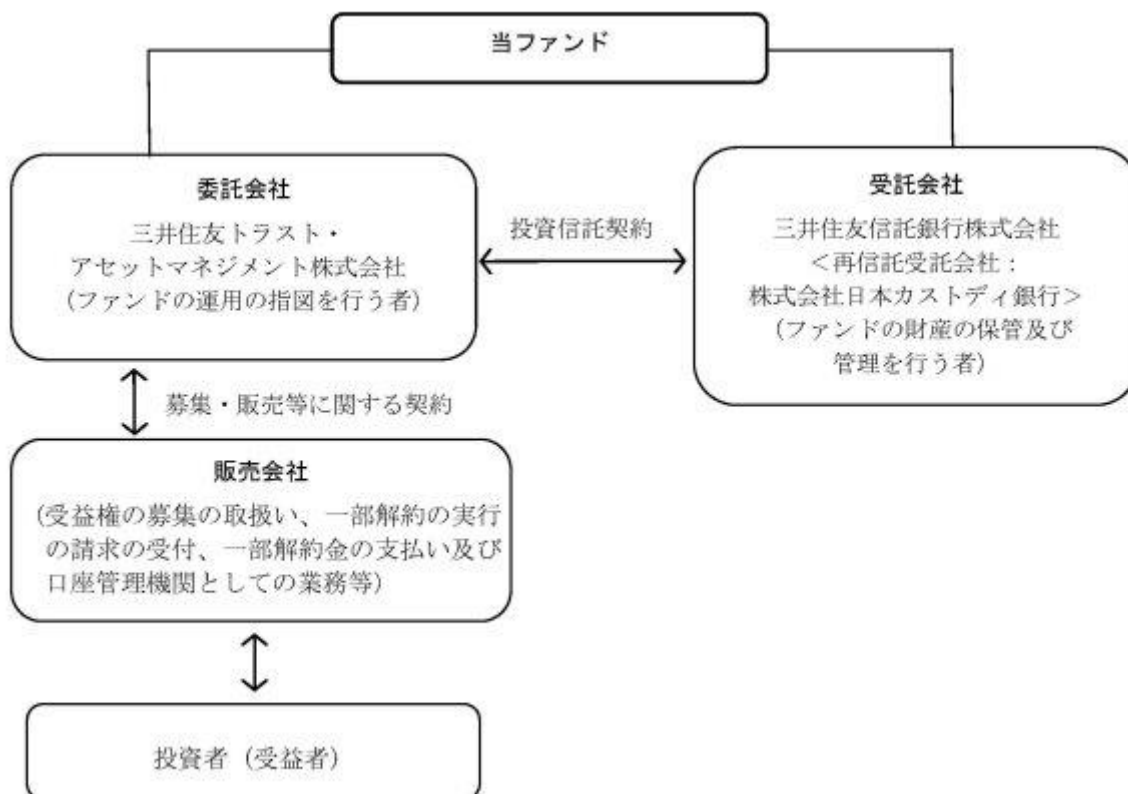 当ファンド
委託会社
三井住友トラスト・
アセットマネジメント株式会社
(ファンドの運用の指図を行う者)
投資信託契約
受託会社
三井住友信託銀行株式会社
<再信託受託会社:
株式会社日本カストディ銀行>
(ファンドの財産の保管及び
管理を行う者)
募集・販売等に関する契約
販売会社
(受益権の募集の取扱い、一部解約の実行
の請求の受付、一部解約金の支払い及び
口座管理機関としての業務等)
投資者(受益者)